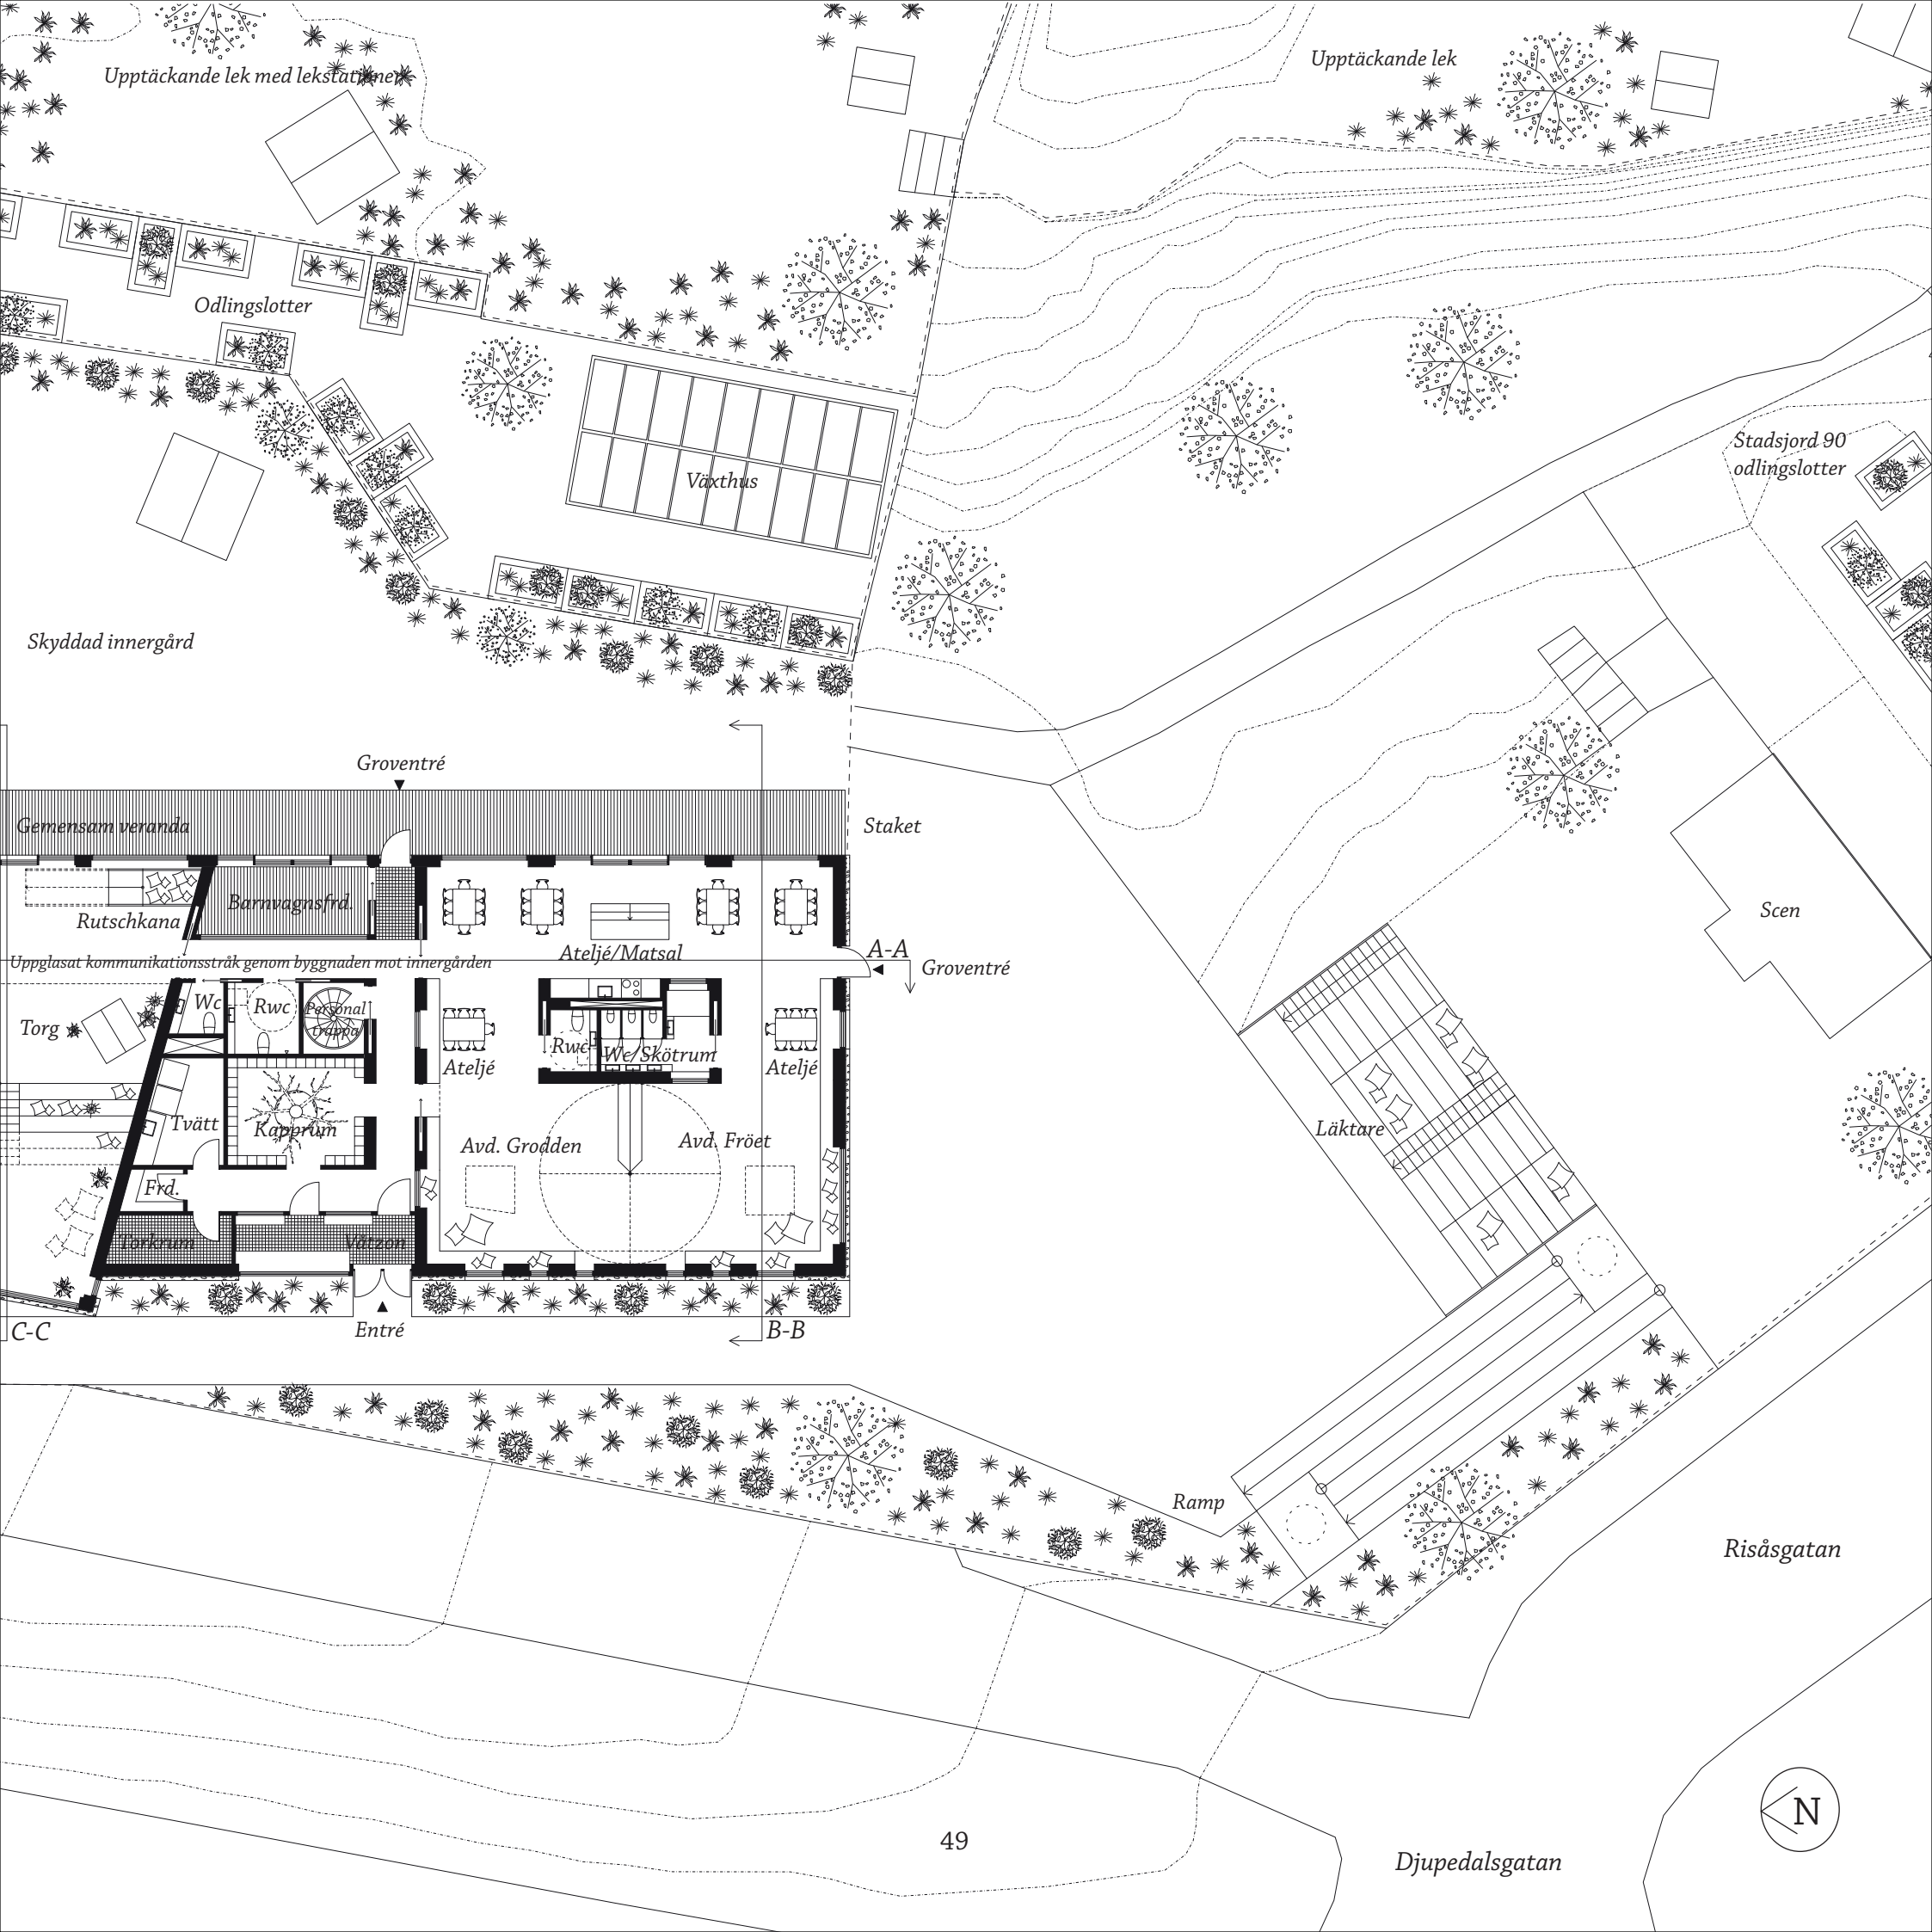 Upptäckande lek
Upptäckande lek med lekstationer
Odlingslotter
Stadsjord 90
odlingslotter
Växthus
Skyddad innergård
Groventré
Gemensam veranda
Staket
Barnvagnsfrd.
Scen
Rutschkana
A-A
Ateljé/Matsal
Uppglasat kommunikationsstråk genom byggnaden mot innergården
Groventré
Wc
Rwc
Personal
trappa
Torg
Rwc
Wc/Skötrum
Ateljé
Ateljé
Tvätt
Kapprum
Läktare
Avd. Grodden
Avd. Fröet
Frd.
Torkrum
Våtzon
C-C
Entré
B-B
Ramp
Risåsgatan
N
49
Djupedalsgatan